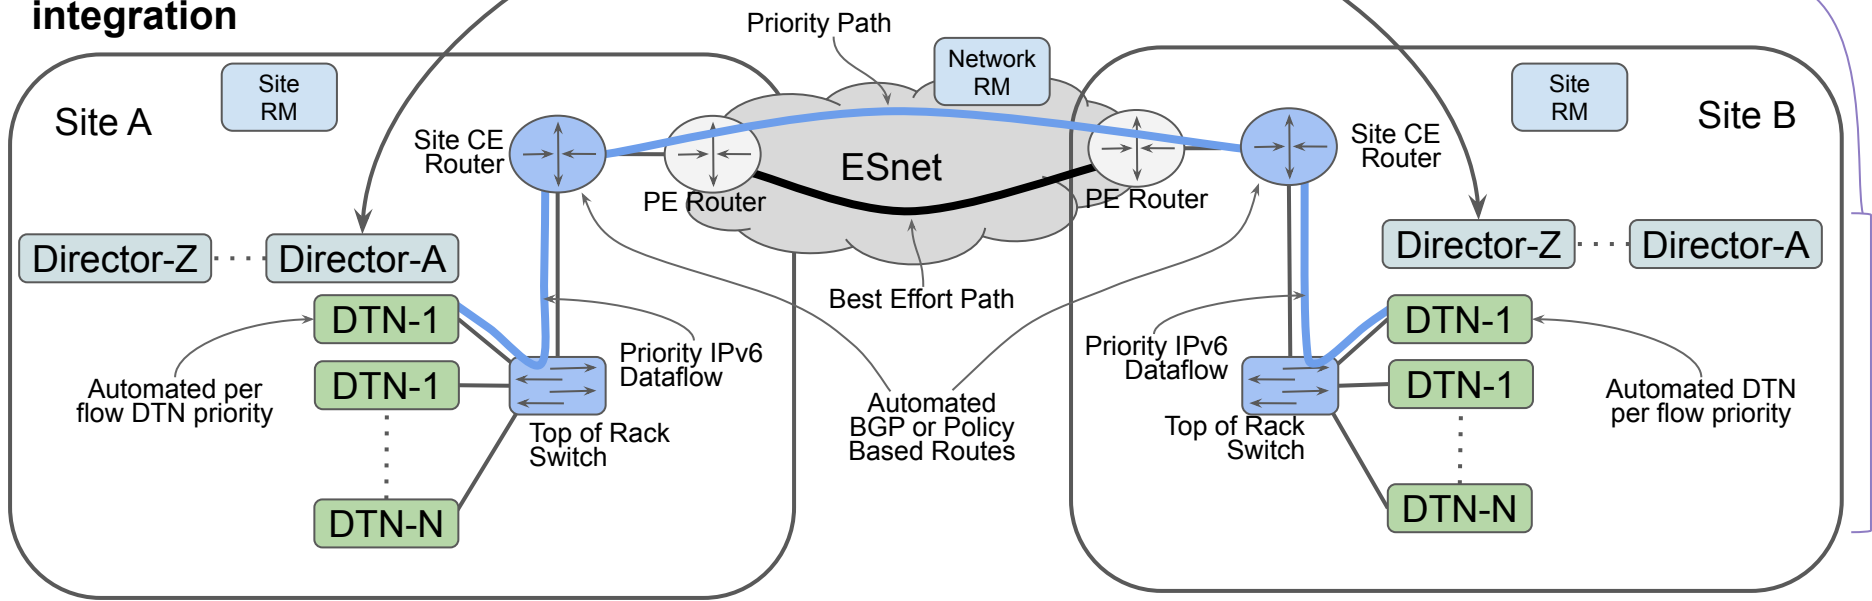 integration
Priority Path
Site
RM
Network
RM
Site
RM
Site A
Site B
Site CE
Router
Site CE
Router
ESnet
PE Router
PE Router
Director-Z
Director-A
Director-Z
Director-A
DTN-1
Best Effort Path
DTN-1
Priority IPv6
Dataflow
Priority IPv6
Dataflow
Automated per
flow DTN priority
DTN-1
DTN-1
Automated DTN
per flow priority
Automated
BGP or Policy
Based Routes
Top of Rack
Switch
Top of Rack
Switch
DTN-N
DTN-N